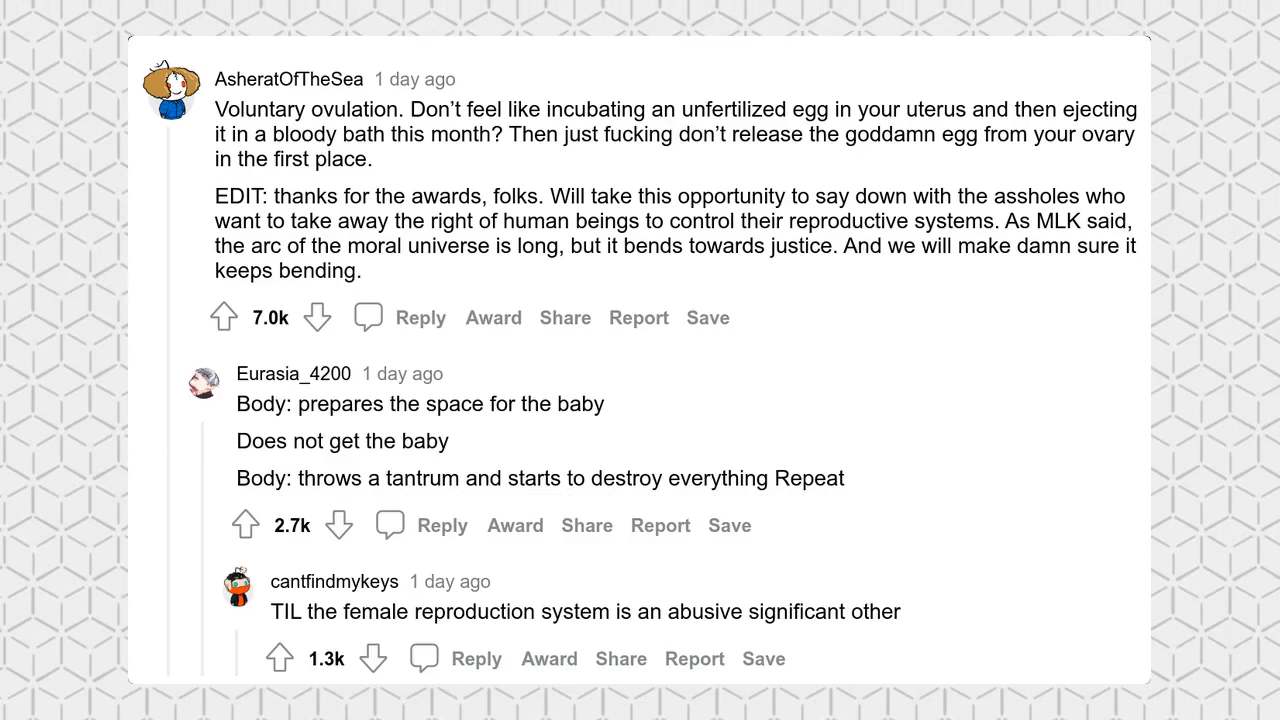 AsheratOfTheSea 1 day ago
Voluntary ovulation. Don’t feel like incubating an unfertilized egg in your uterus and then ejecting
it in a bloody bath this month? Then just fucking don’t release the goddamn egg from your ovary
in the first place.
EDIT: thanks for the awards, folks. Will take this opportunity to say down with the assholes who
want to take away the right of human beings to control their reproductive systems. As MLK said,
the arc of the moral universe is long, but it bends towards justice. And we will make damn sure it
keeps bending.
7.0k Reply Award Share Report Save
Eurasia_4200 1 day ago
Body: prepares the space for the baby
Does not get the baby
Body: throws a tantrum and starts to destroy everything Repeat
2.7k Reply Award Share Report Save
cantfindmykeys 1 day ago
TIL the female reproduction system is an abusive significant other
1.3k Reply Award Share Report Save